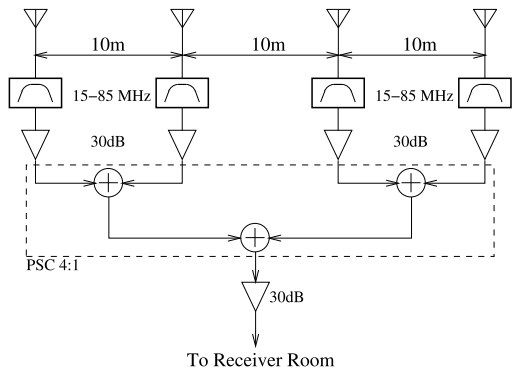 10m 10m 10m
15−85 MHz 15−85 MHz
30dB 30dB
PSC 4:1
30dB
To Receiver Room